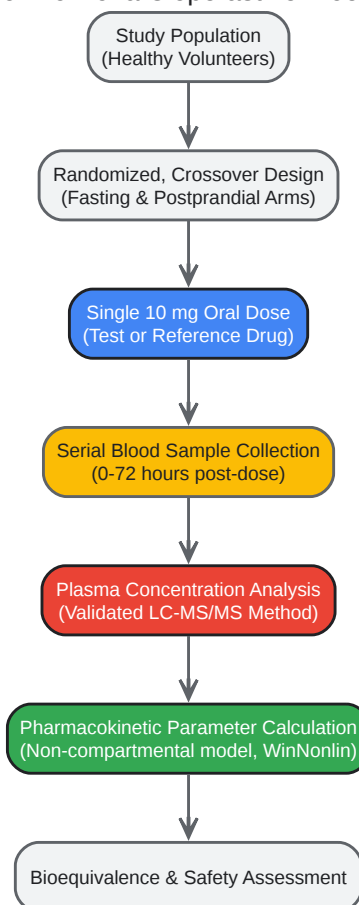 Study Population
(Healthy Volunteers)
Randomized, Crossover Design
(Fasting & Postprandial Arms)
Single 10 mg Oral Dose
(Test or Reference Drug)
Serial Blood Sample Collection
(0-72 hours post-dose)
Plasma Concentration Analysis
(Validated LC-MS/MS Method)
Pharmacokinetic Parameter Calculation
(Non-compartmental model, WinNonlin)
Bioequivalence & Safety Assessment